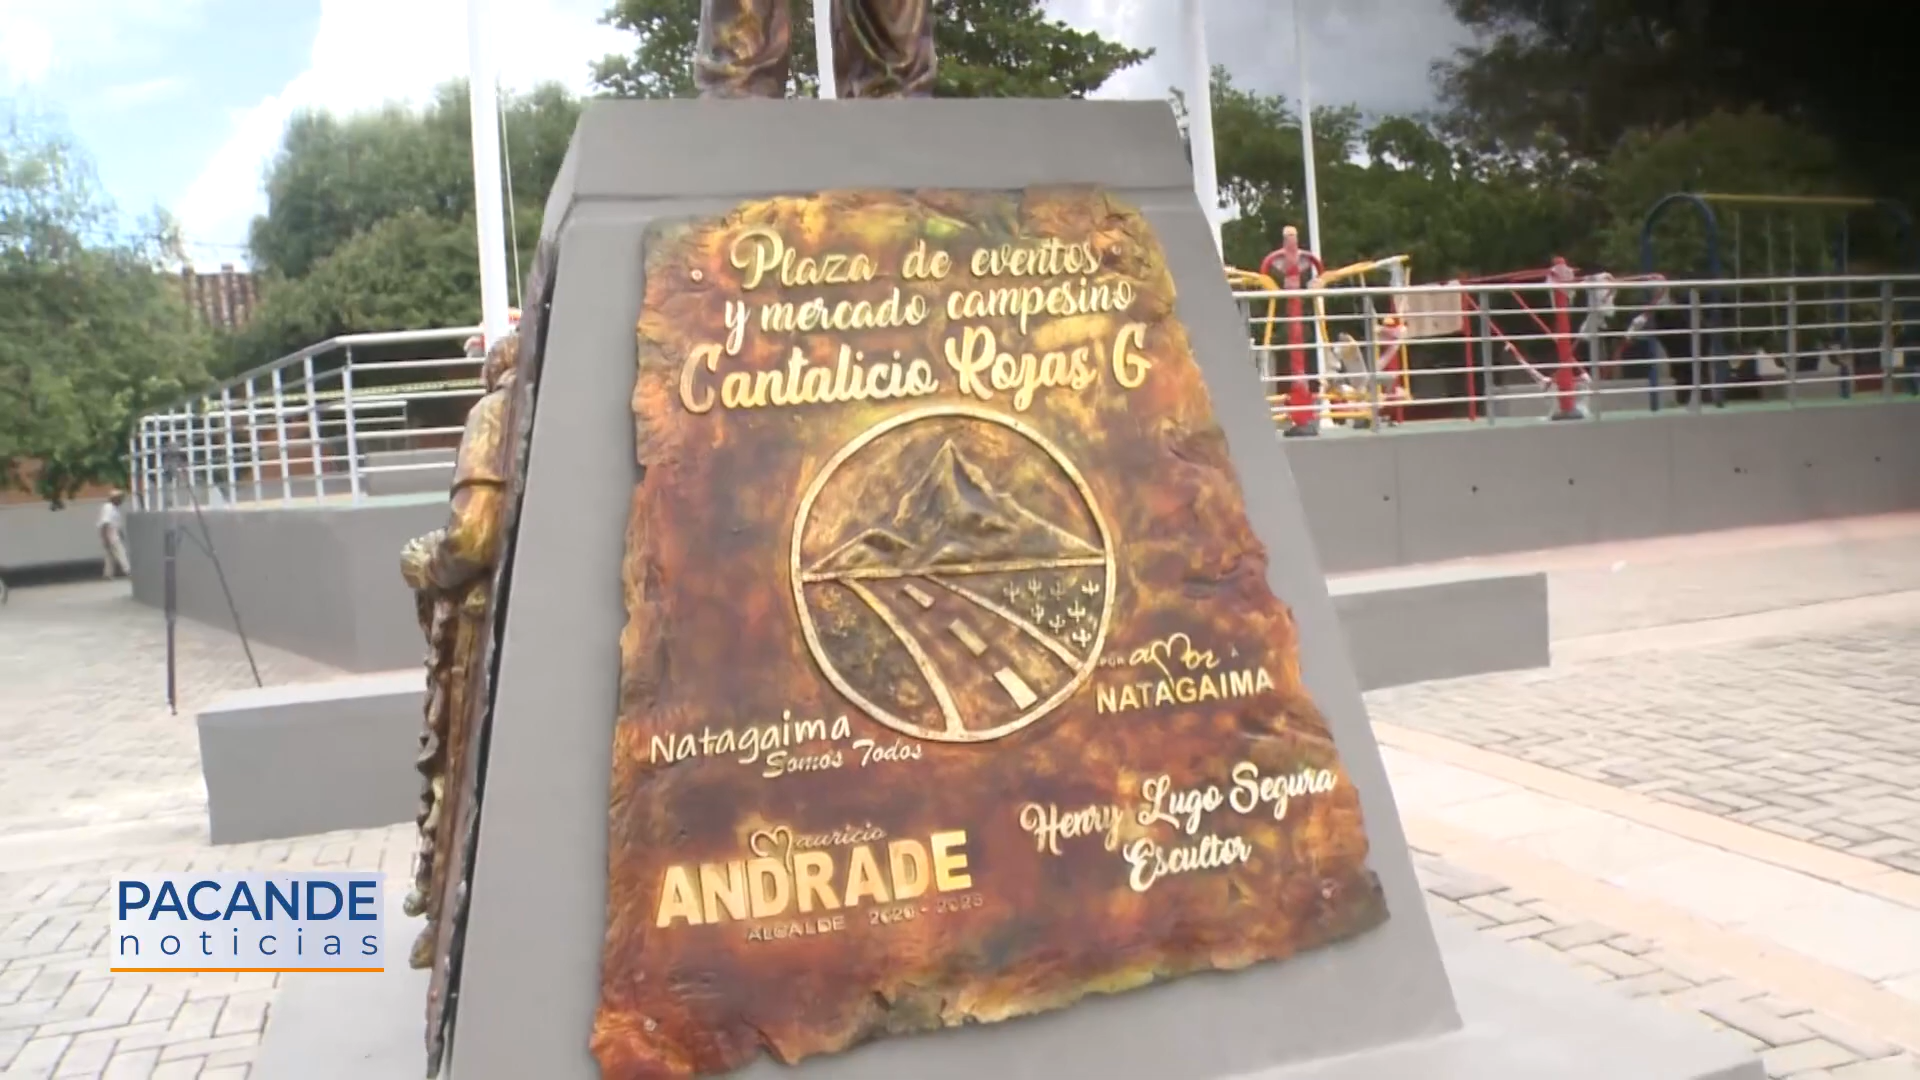 Plaza de eventos
y mercado campesino
Cantalicio Rojas G
POR amor A
NATAGAIMA
Natagaima
Somos Todos
Henry Lugo Segura
Escultor
Mauricio
ANDRADE
ALCALDE 2020 - 2023
PACANDE
noticias